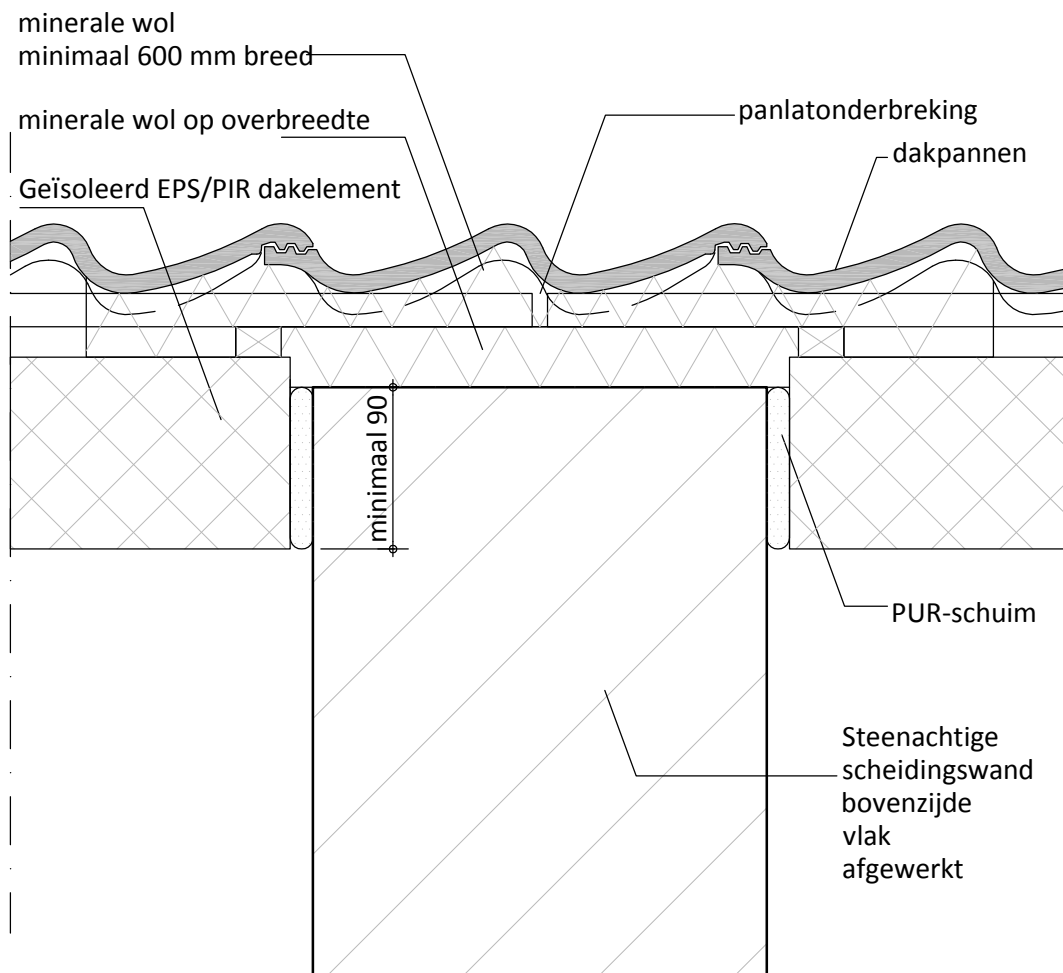 minerale wol
minimaal 600 mm breed
minerale wol op overbreedte
Geïsoleerd EPS/PIR dakelement
panlatonderbreking
dakpannen
minimaal 90
PUR-schuim
Steenachtige
scheidingswand
bovenzijde
vlak
afgewerkt